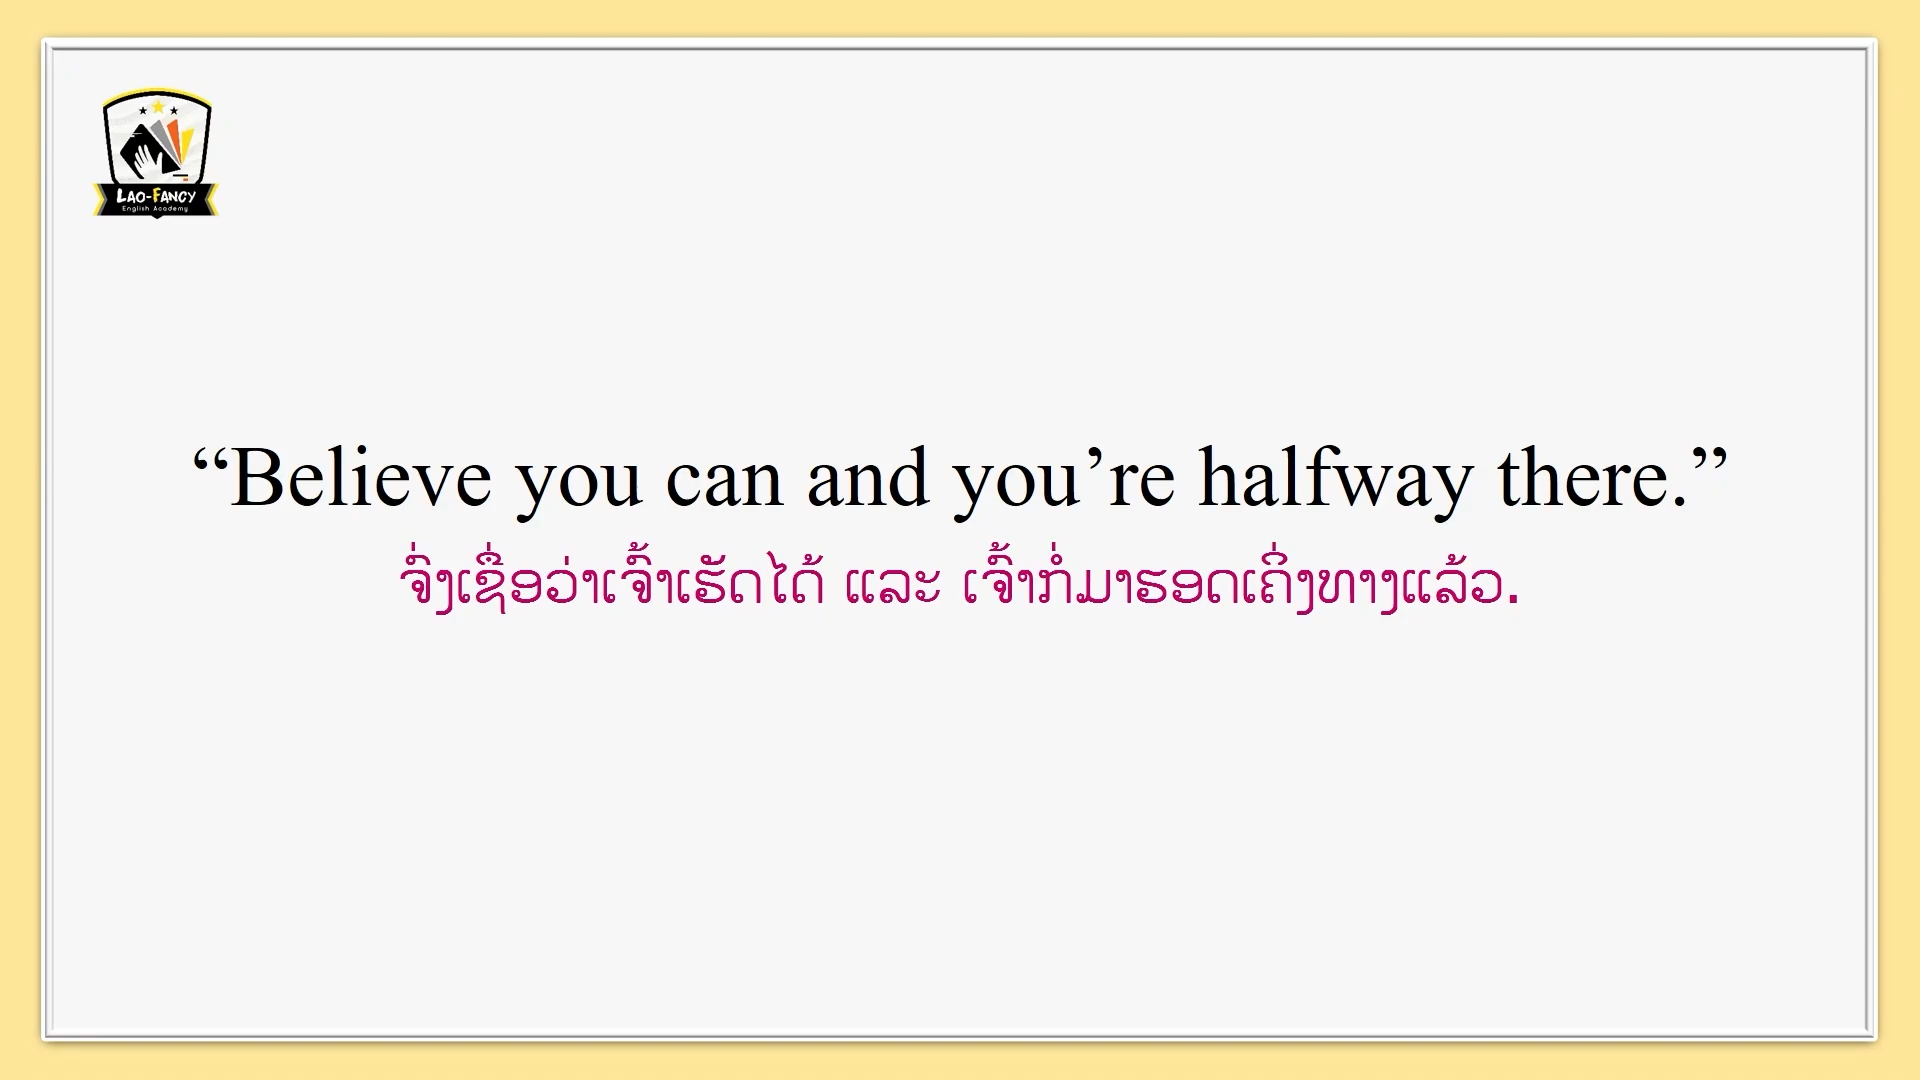 LAO-FANCY
English Academy
“Believe you can and you’re halfway there.”
ຈົ່ງເຊື່ອວ່າເຈົ້າເຮັດໄດ້ ແລະ ເຈົ້າກໍ່ມາຮອດເຄິ່ງທາງແລ້ວ.